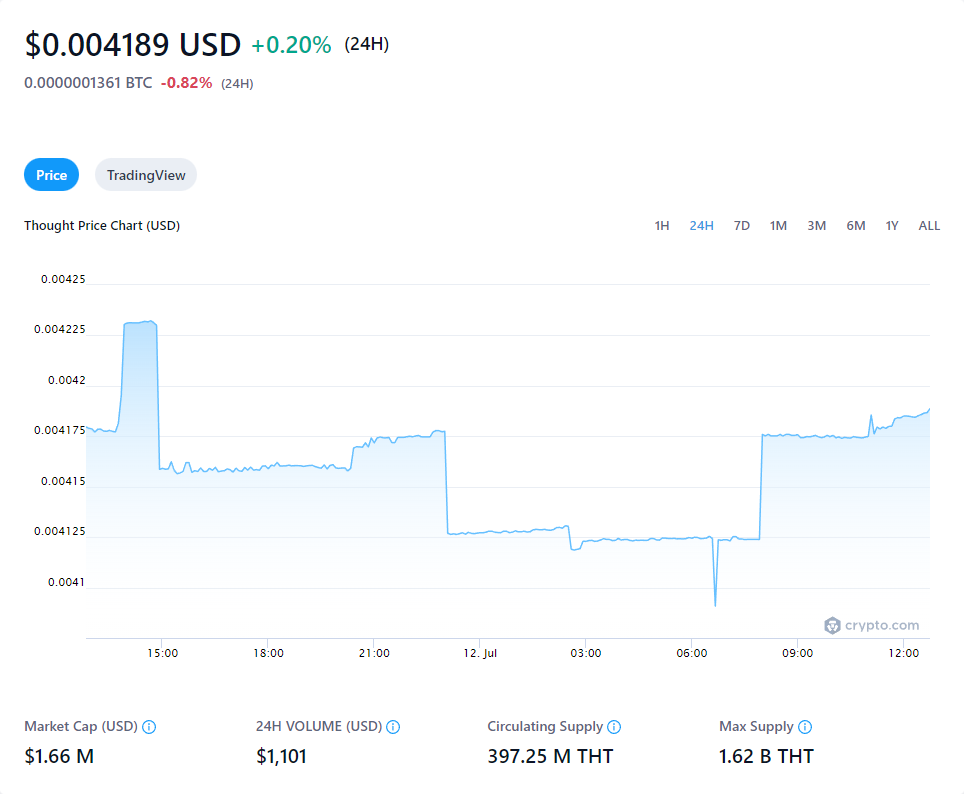 $0.004189 USD +0.20% (24H)
0.0000001361 BTC -0.82% (24H)
Price TradingView
Thought Price Chart (USD) 1H 24H 7D 1M 3M 6M 1Y ALL
0.00425
0.004225
0.0042
0.004175
0.00415
0.004125
0.0041
crypto.com
15:00 18:00 21:00 12. Jul 03:00 06:00 09:00 12:00
Market Cap (USD) 24H VOLUME (USD) Circulating Supply Max Supply
$1.66 M $1,101 397.25 M THT 1.62 B THT